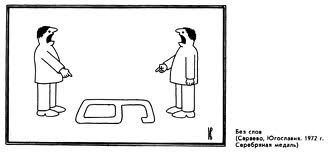 Без слов
(Сараево, Югославия. 1972 г.
Серебряная медаль)